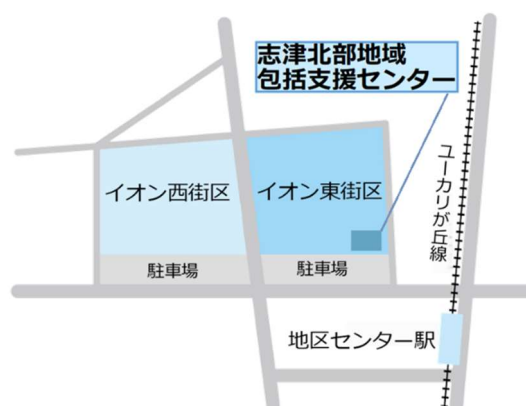 志津北部地域
包括支援センター
イオン西街区
イオン東街区
ユーカリが丘線
駐車場
駐車場
地区センター駅